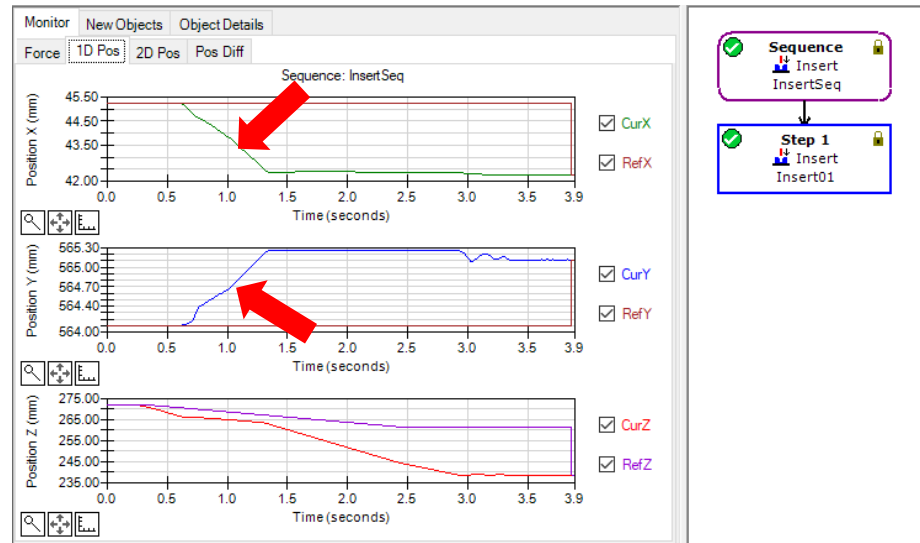 Monitor New Objects Object Details
Force 1D Pos 2D Pos Pos Diff
Sequence: InsertSeq
Position X (mm)
45.50
44.50
43.50
42.00
0.0 0.5 1.0 1.5 2.0 2.5 3.0 3.5 3.9
Time (seconds)
CurX
RefX
Position Y (mm)
565.30
565.00
564.70
564.40
564.00
0.0 0.5 1.0 1.5 2.0 2.5 3.0 3.5 3.9
Time (seconds)
CurY
RefY
Position Z (mm)
275.00
265.00
255.00
245.00
235.00
0.0 0.5 1.0 1.5 2.0 2.5 3.0 3.5 3.9
Time (seconds)
CurZ
RefZ
Sequence
Insert
InsertSeq
Step 1
Insert
Insert01